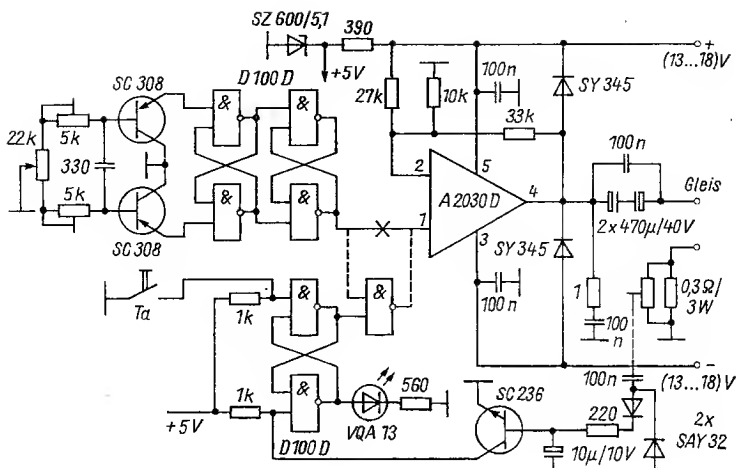 SZ 600/5,1
390
+
(13...18)V
+5V
SC 308
D 100 D
100n
SY 345
27k
10k
33k
&
&
22k
5k
330
5k
2
5
100n
A 2030 D
4
Gleis
2x470µ/40V
&
&
1
SC 308
3
SY 345
0,3Ω/
3W
Ta
1k
&
&
100n
1
100
n
−
(13...18)V
1k
&
560
SC 236
100n
+5V
D 100 D
VQA 13
220
2x
SAY 32
10µ/10V